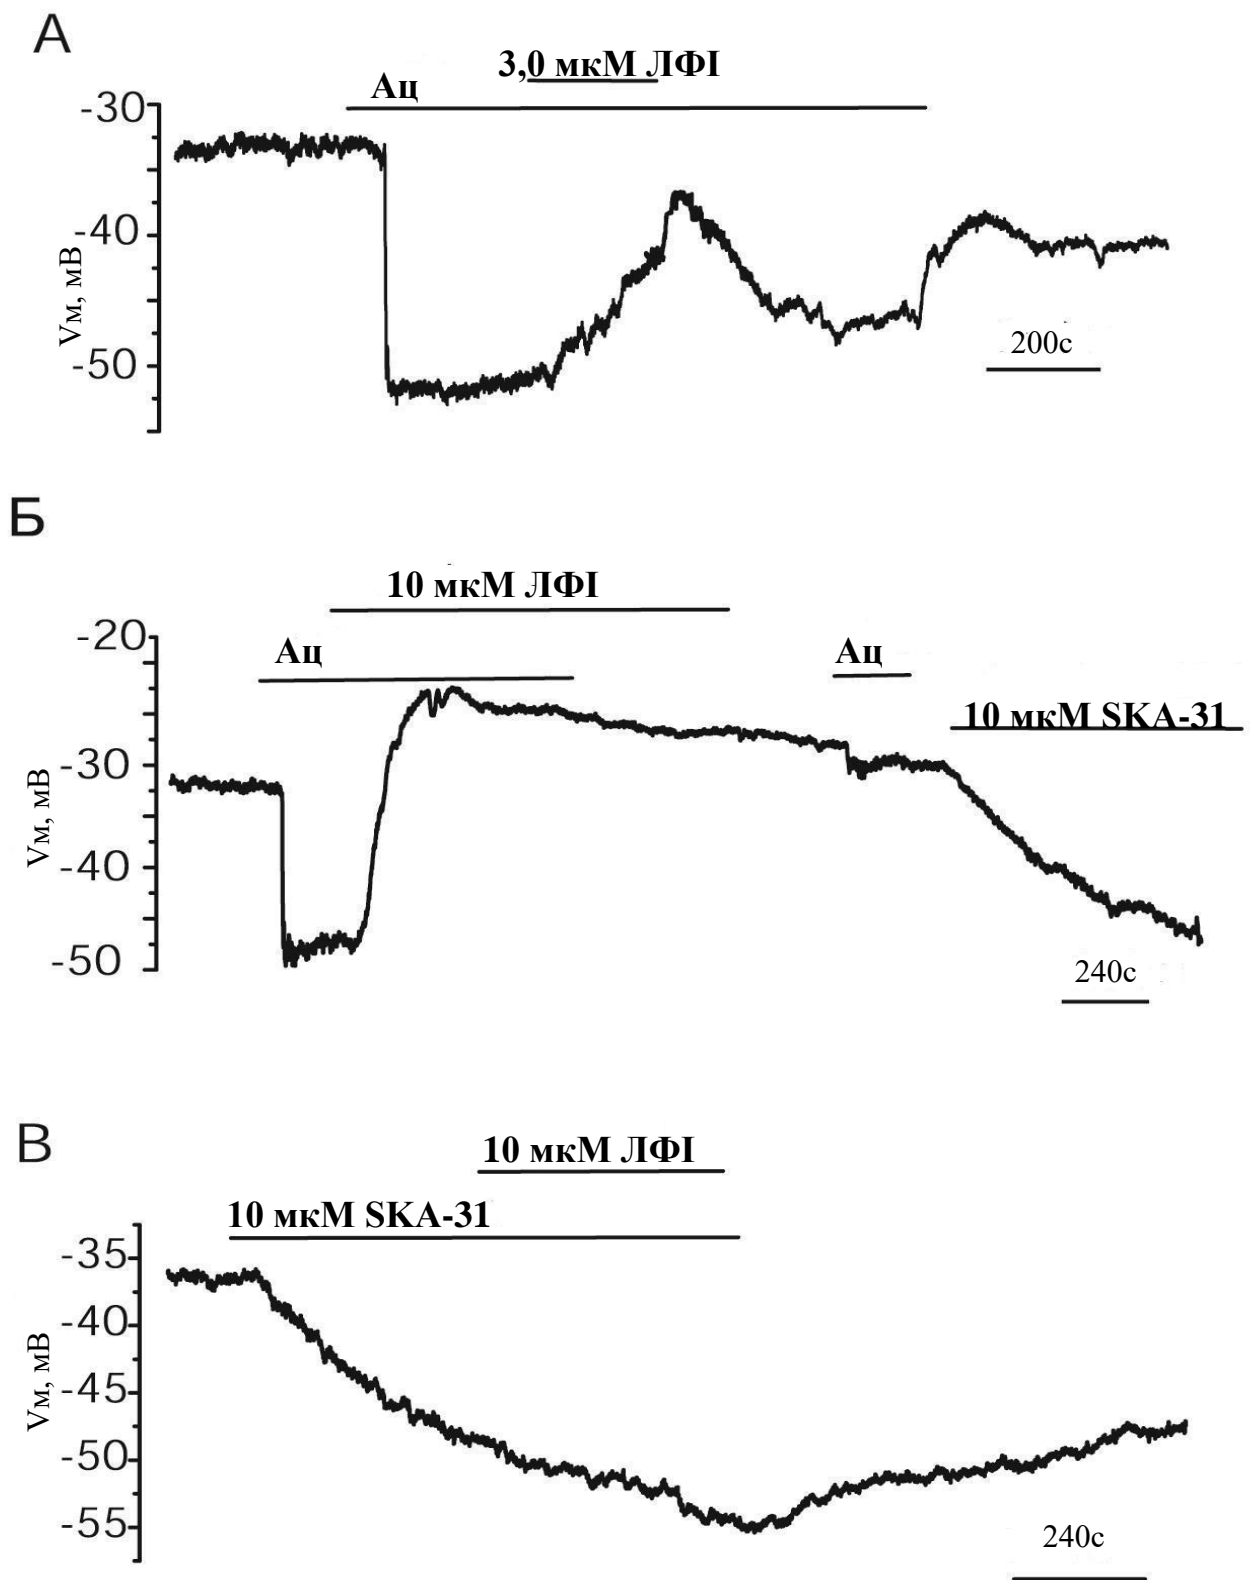 А
3,0 мкМ ЛФІ
Ац
-30
-40
-50
Vм, мВ
200с
Б
10 мкМ ЛФІ
-20
Ац
Ац
10 мкМ SKA-31
-30
-40
-50
Vм, мВ
240с
В
10 мкМ ЛФІ
10 мкМ SKA-31
-35
-40
-45
-50
-55
Vм, мВ
240с